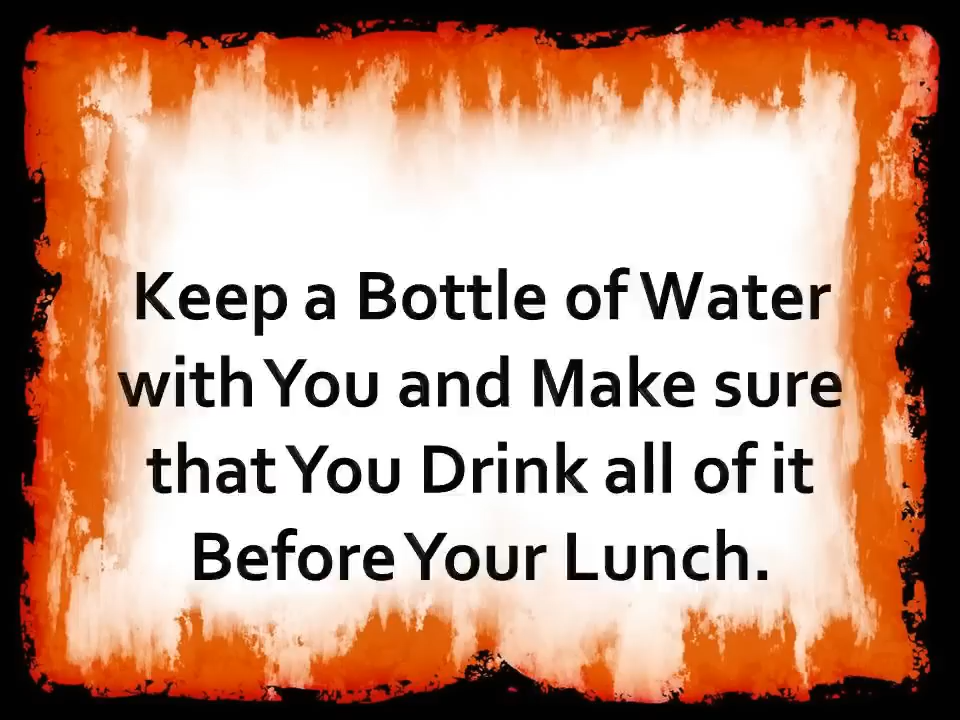 Keep a Bottle of Water
with You and Make sure
that You Drink all of it
Before Your Lunch.